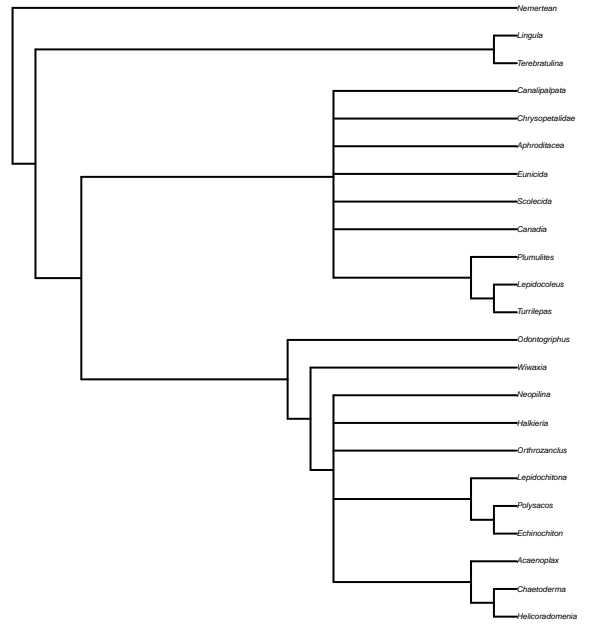 Nemertean
Lingula
Terebratulina
Canalipalpata
Chrysopetalidae
Aphroditacea
Eunicida
Scolecida
Canadia
Plumulites
Lepidocoleus
Turrilepas
Odontogriphus
Wiwaxia
Neopilina
Halkieria
Orthrozanclus
Lepidochitona
Polysacos
Echinochiton
Acaenoplax
Chaetoderma
Helicoradomenia